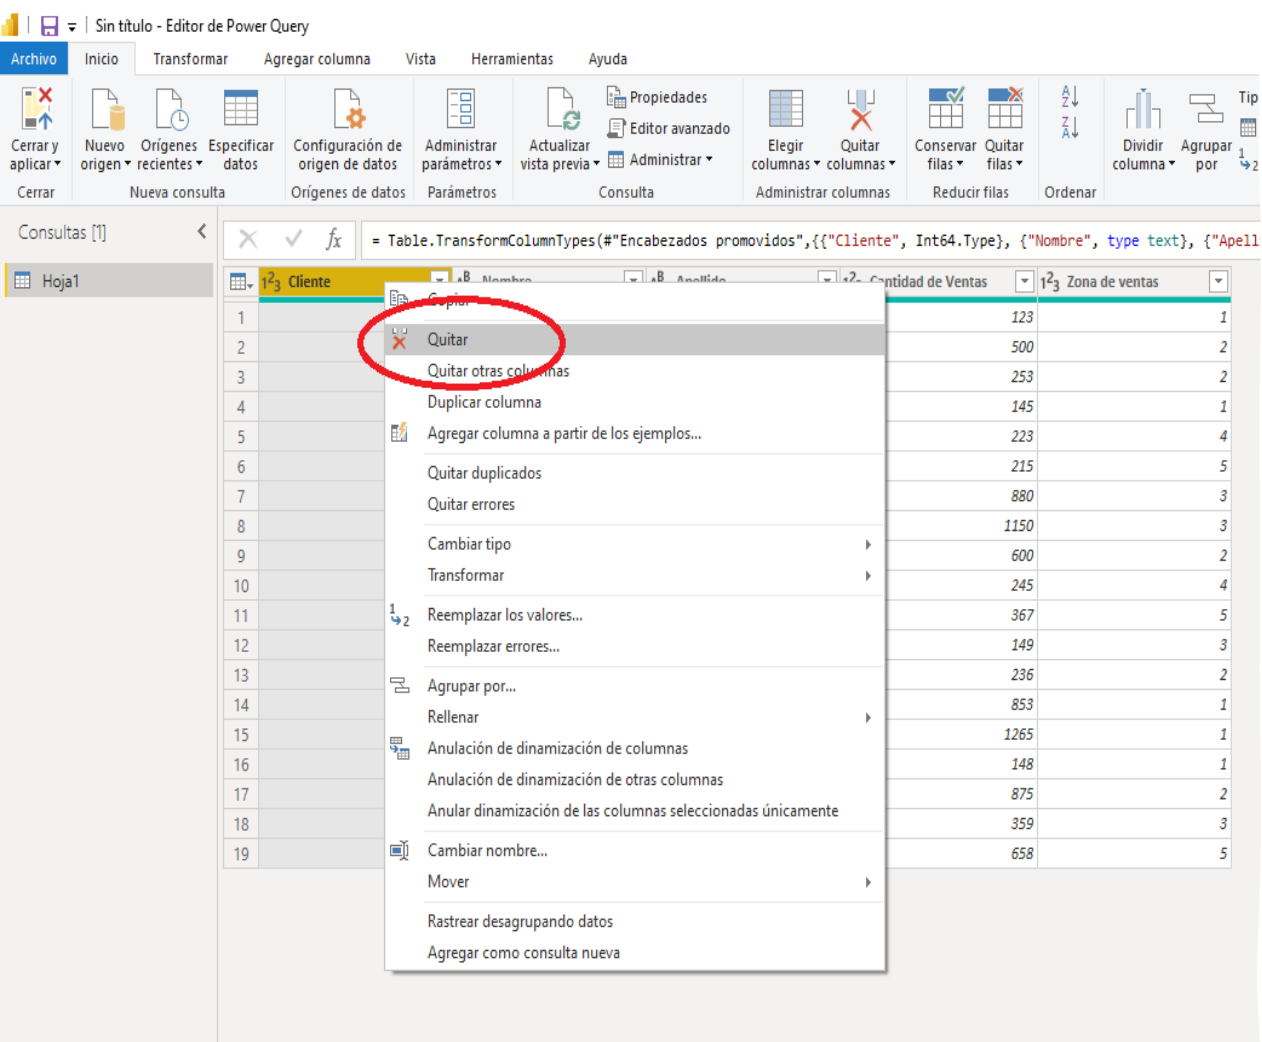 Sin título - Editor de Power Query
Archivo Inicio Transformar Agregar columna Vista Herramientas Ayuda
Cerrar y aplicar
Nuevo origen
Orígenes recientes
Especificar datos
Configuración de origen de datos
Administrar parámetros
Actualizar vista previa
Propiedades
Editor avanzado
Administrar
Elegir columnas
Quitar columnas
Conservar filas
Quitar filas
Dividir columna
Agrupar por
Tip
Cerrar Nueva consulta Orígenes de datos Parámetros Consulta Administrar columnas Reducir filas Ordenar
Consultas [1]
fx = Table.TransformColumnTypes(#"Encabezados promovidos",{{"Cliente", Int64.Type}, {"Nombre", type text}, {"Apell
Hoja1
123 Cliente Nombre Apellido Cantidad de Ventas 123 Zona de ventas
1 123 1
2 500 2
3 253 2
4 145 1
5 223 4
6 215 5
7 880 3
8 1150 3
9 600 2
10 245 4
11 367 5
12 149 3
13 236 2
14 853 1
15 1265 1
16 148 1
17 875 2
18 359 3
19 658 5
Copiar
Quitar
Quitar otras columnas
Duplicar columna
Agregar columna a partir de los ejemplos...
Quitar duplicados
Quitar errores
Cambiar tipo
Transformar
Reemplazar los valores...
Reemplazar errores...
Agrupar por...
Rellenar
Anulación de dinamización de columnas
Anulación de dinamización de otras columnas
Anular dinamización de las columnas seleccionadas únicamente
Cambiar nombre...
Mover
Rastrear desagrupando datos
Agregar como consulta nueva